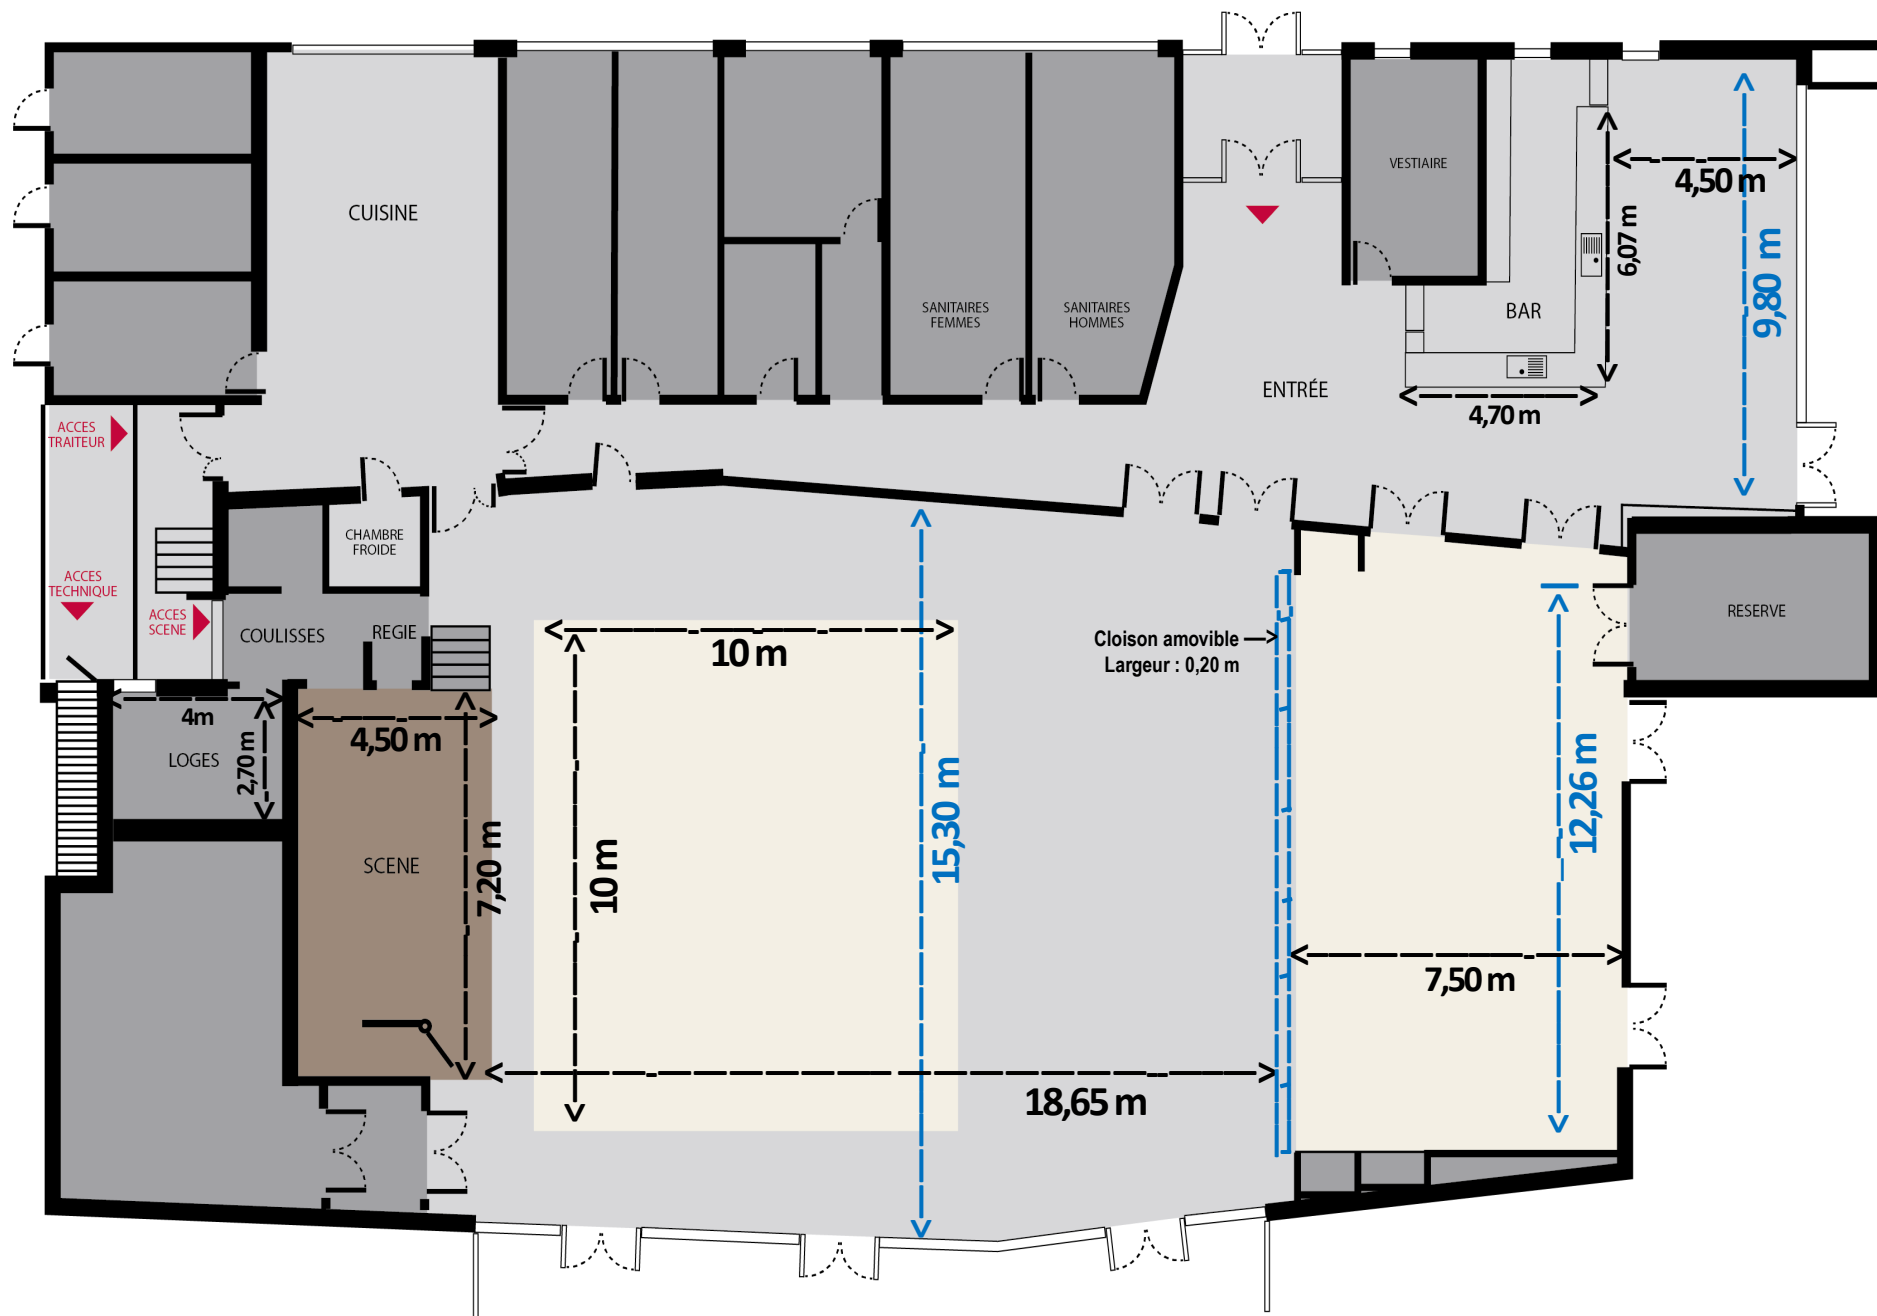 CUISINE
VESTIAIRE
4,50 m
6,07 m
9,80 m
SANITAIRES
FEMMES
SANITAIRES
HOMMES
BAR
ENTRÉE
4,70 m
ACCES
TRAITEUR
CHAMBRE
FROIDE
ACCES
TECHNIQUE
ACCES
SCENE
COULISSES
REGIE
RESERVE
10 m
Cloison amovible
Largeur : 0,20 m
4m
4,50 m
2,70 m
LOGES
10 m
15,30 m
12,26 m
SCENE
7,20 m
7,50 m
18,65 m